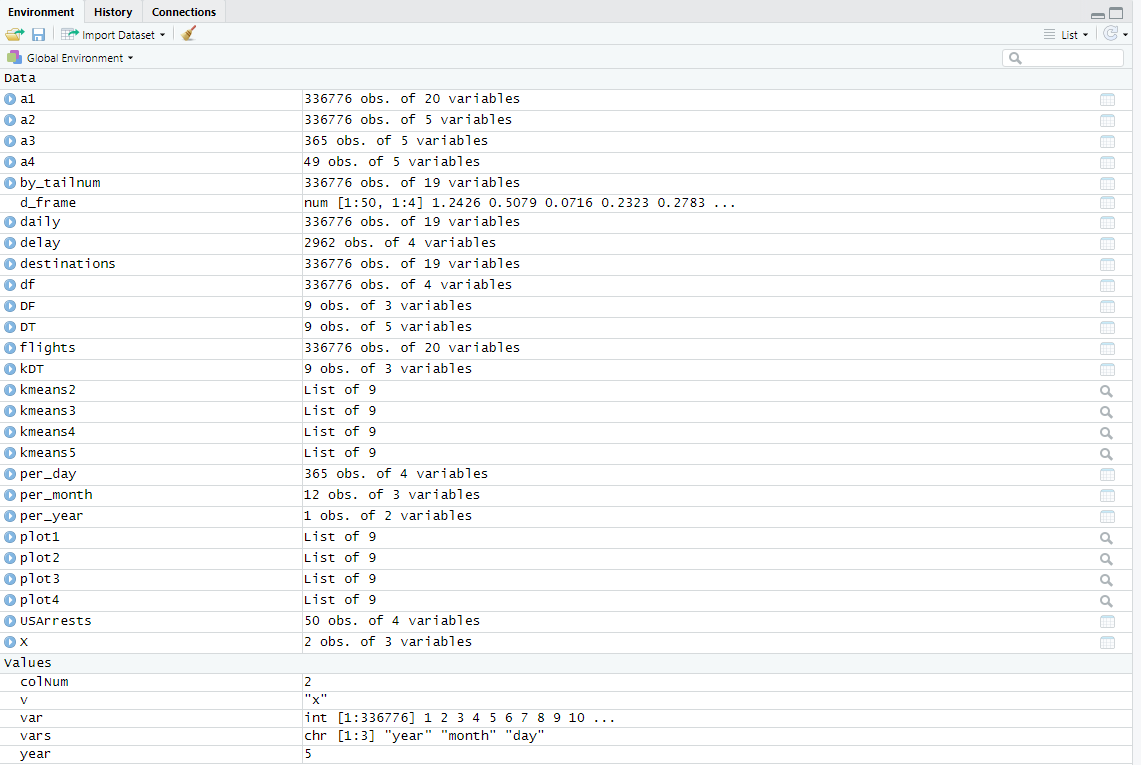 Environment History Connections
Import Dataset List
Global Environment
Data
a1 336776 obs. of 20 variables
a2 336776 obs. of 5 variables
a3 365 obs. of 5 variables
a4 49 obs. of 5 variables
by_tailnum 336776 obs. of 19 variables
d_frame num [1:50, 1:4] 1.2426 0.5079 0.0716 0.2323 0.2783 ...
daily 336776 obs. of 19 variables
delay 2962 obs. of 4 variables
destinations 336776 obs. of 19 variables
df 336776 obs. of 4 variables
DF 9 obs. of 3 variables
DT 9 obs. of 5 variables
flights 336776 obs. of 20 variables
kDT 9 obs. of 3 variables
kmeans2 List of 9
kmeans3 List of 9
kmeans4 List of 9
kmeans5 List of 9
per_day 365 obs. of 4 variables
per_month 12 obs. of 3 variables
per_year 1 obs. of 2 variables
plot1 List of 9
plot2 List of 9
plot3 List of 9
plot4 List of 9
USArrests 50 obs. of 4 variables
X 2 obs. of 3 variables
Values
colNum 2
v "x"
var int [1:336776] 1 2 3 4 5 6 7 8 9 10 ...
vars chr [1:3] "year" "month" "day"
year 5